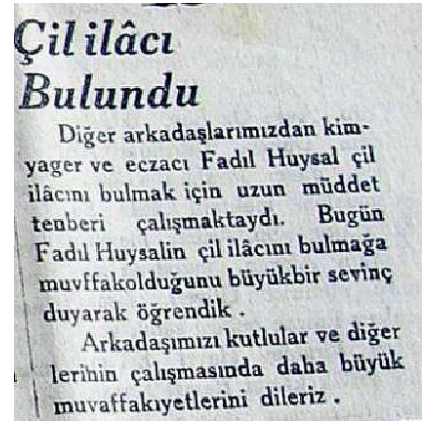 Çil ilâcı
Bulundu
Diğer arkadaşlarımızdan kim-
yager ve eczacı Fadıl Huysal çil
ilâcını bulmak için uzun müddet
tenberi çalışmaktaydı. Bugün
Fadıl Huysalin çil ilâcını bulmağa
muvffakolduğunu büyükbir sevinç
duyarak öğrendik .
Arkadaşımızı kutlular ve diğer
lerihin çalışmasında daha büyük
muvaffakıyetlerini dileriz .